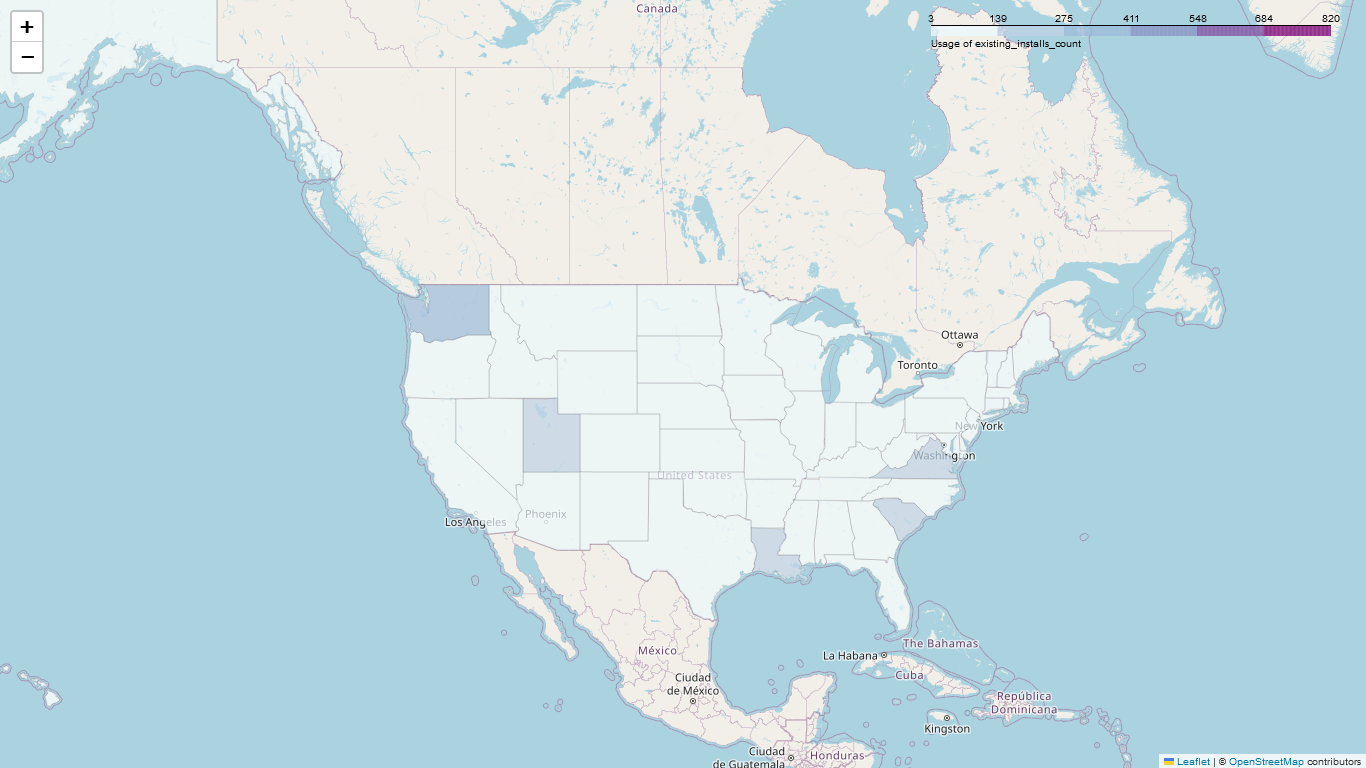 Canada
+
−
3 139 275 411 548 684 820
Usage of existing_installs_count
Ottawa
Toronto
New York
Washington
United States
Phoenix
Los Angeles
The Bahamas
La Habana
México
Cuba
Ciudad
de México
República
Dominicana
Kingston
Ciudad
de Guatemala
Honduras
Leaflet | © OpenStreetMap contributors